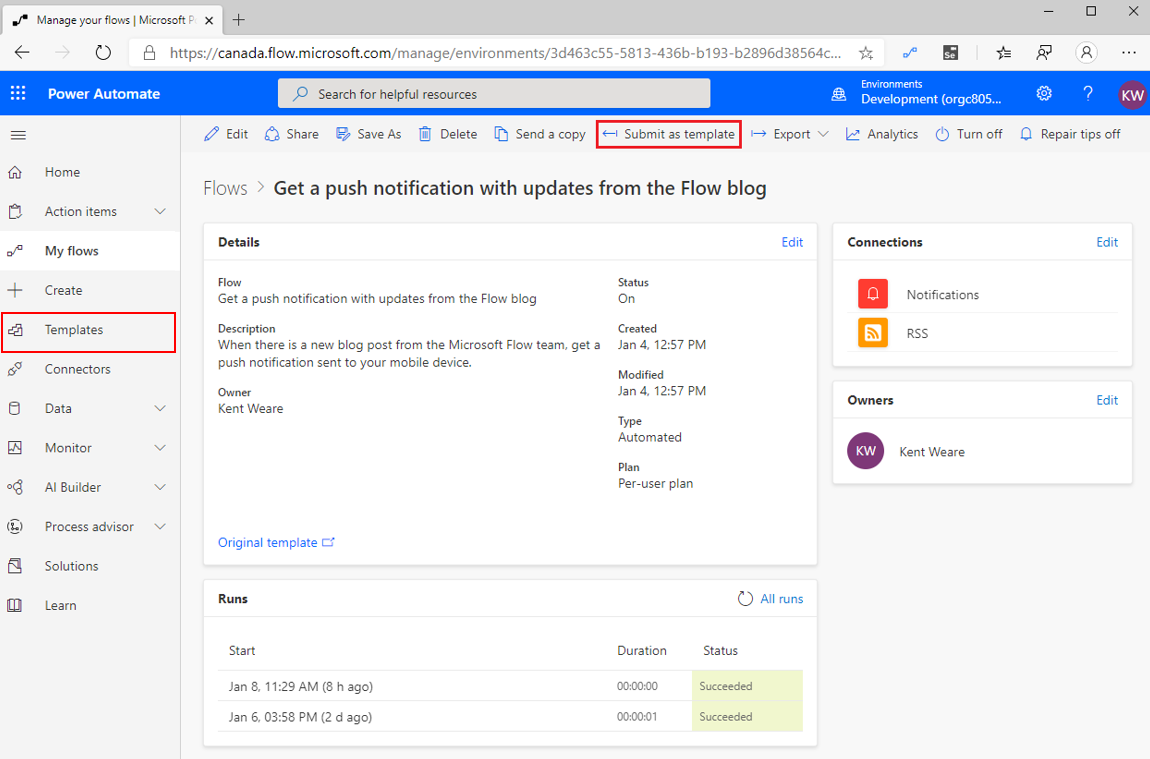 Manage your flows | Microsoft P
https://canada.flow.microsoft.com/manage/environments/3d463c55-5813-436b-b193-b2896d38564c...
Se
Power Automate
Search for helpful resources
Environments
Development (orgc805...
?
KW
Edit
Share
Save As
Delete
Send a copy
Submit as template
Export
Analytics
Turn off
Repair tips off
Home
Action items
My flows
Create
Templates
Connectors
Data
Monitor
AI Builder
Process advisor
Solutions
Learn
Flows > Get a push notification with updates from the Flow blog
Details
Edit
Flow
Get a push notification with updates from the Flow blog
Description
When there is a new blog post from the Microsoft Flow team, get a
push notification sent to your mobile device.
Owner
Kent Weare
Status
On
Created
Jan 4, 12:57 PM
Modified
Jan 4, 12:57 PM
Type
Automated
Plan
Per-user plan
Original template
Connections
Edit
Notifications
RSS
Owners
Edit
KW
Kent Weare
Runs
All runs
Start Duration Status
Jan 8, 11:29 AM (8 h ago) 00:00:00 Succeeded
Jan 6, 03:58 PM (2 d ago) 00:00:01 Succeeded